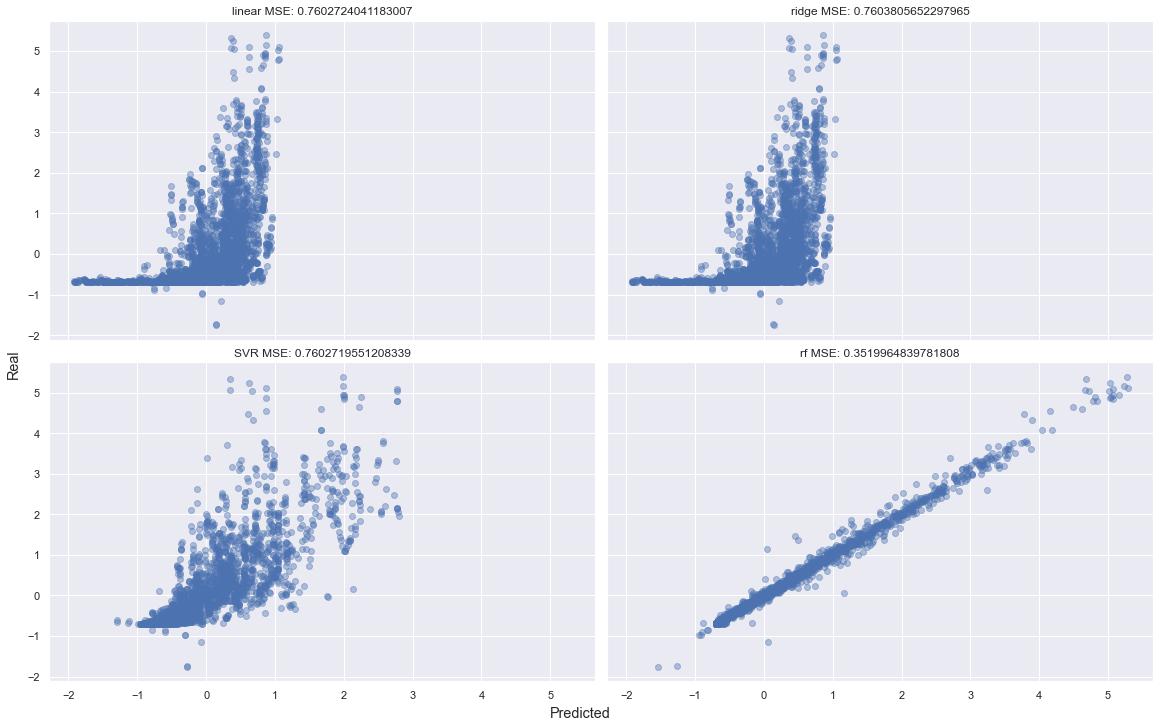 linear MSE: 0.7602724041183007
ridge MSE: 0.7603805652297965
5
4
3
2
1
0
−1
−2
Real
SVR MSE: 0.7602719551208339
rf MSE: 0.3519964839781808
5
4
3
2
1
0
−1
−2
−2 −1 0 1 2 3 4 5
−2 −1 0 1 2 3 4 5
Predicted